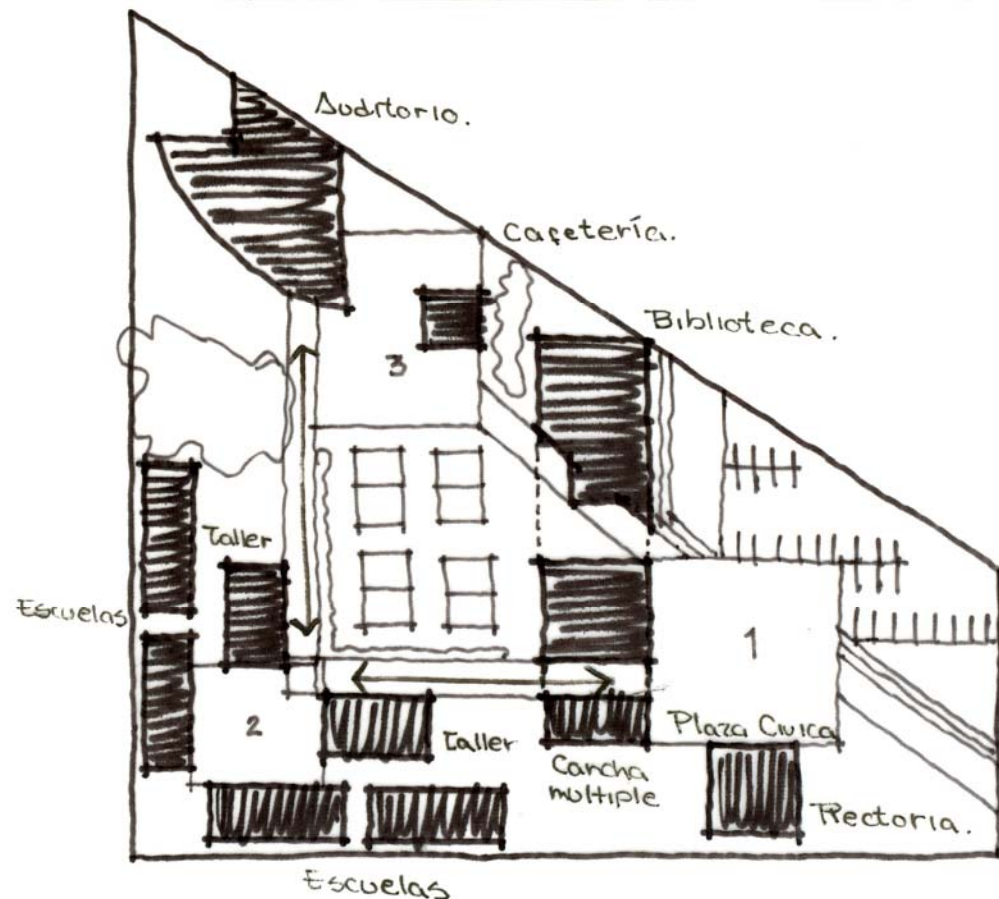 Auditorio.
Cafetería.
Biblioteca.
3
Taller
Escuelas
1
2
Taller
Plaza Civica
Cancha
multiple
Rectoria.
Escuelas